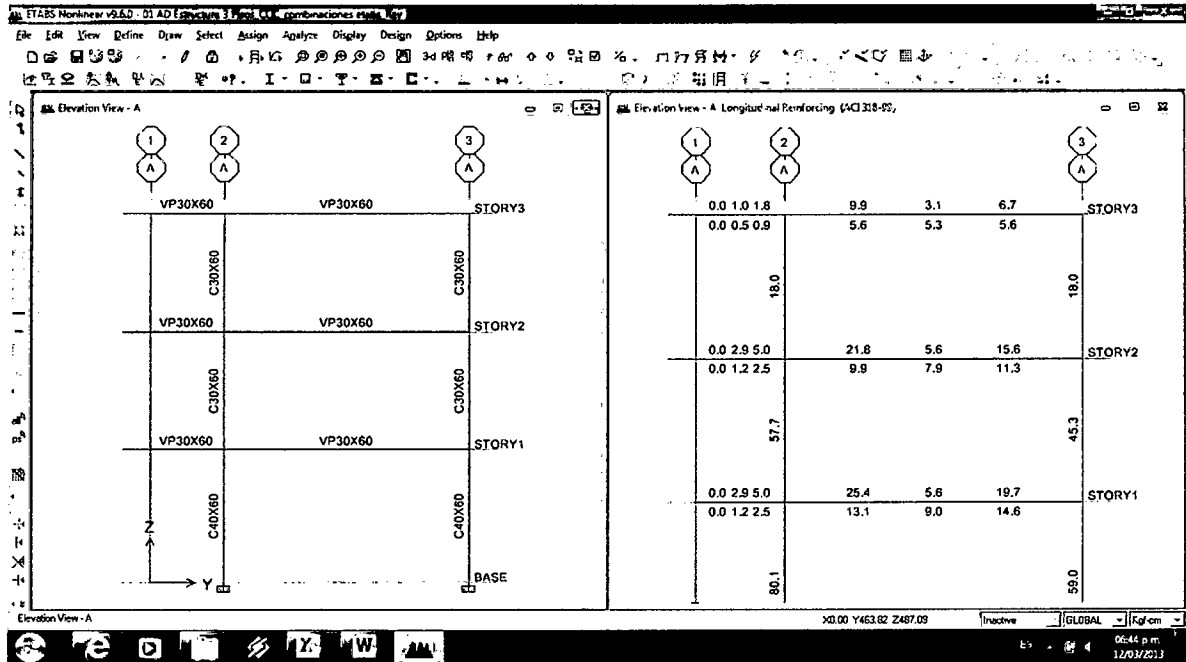 ETABS Nonlinear v9.6.0 - 01 AD Estructure 3 Pisos combinaciones
File Edit View Define Draw Select Assign Analyze Display Design Options Help
Elevation View - A
1 2 3
A A A
VP30X60 VP30X60 STORY3
C30X60 C30X60
VP30X60 VP30X60 STORY2
C30X60 C30X60
VP30X60 VP30X60 STORY1
C40X60 C40X60
Z
Y
BASE
Elevation View - A Longitudinal Reinforcing (ACI 318-99)
1 2 3
A A A
0.0 1.0 1.8 9.9 3.1 6.7 STORY3
0.0 0.5 0.9 5.6 5.3 5.6
18.0 18.0
0.0 2.9 5.0 21.8 5.6 15.6 STORY2
0.0 1.2 2.5 9.9 7.9 11.3
57.7 45.3
0.0 2.9 5.0 25.4 5.6 19.7 STORY1
0.0 1.2 2.5 13.1 9.0 14.6
80.1 59.0
Elevation View - A X0.00 Y463.82 Z487.09 Inactive GLOBAL Kgf-cm
ES 06:44 p.m.
12/03/2013